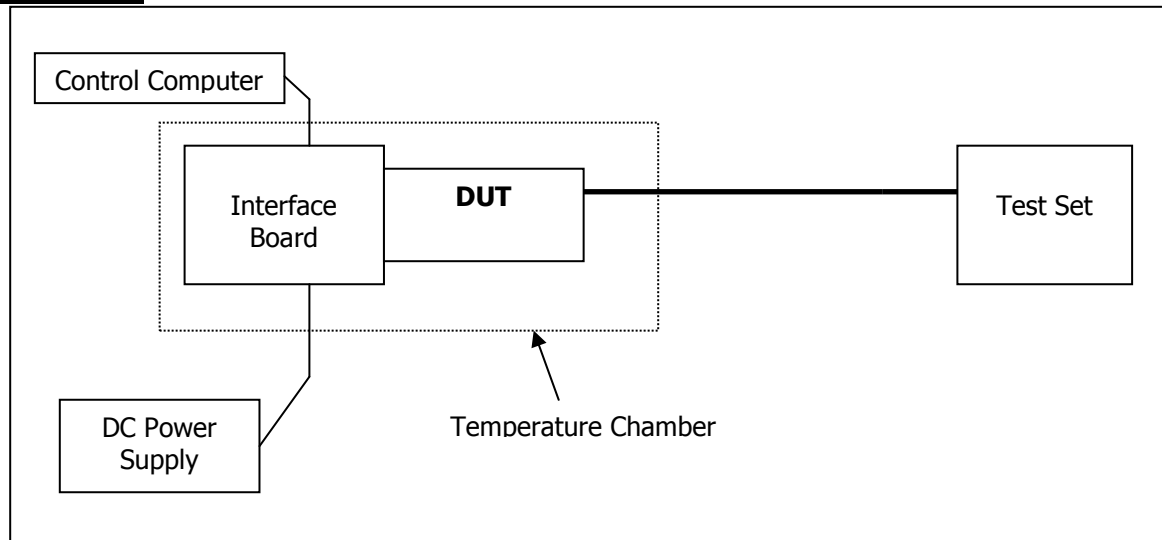 Control Computer
Interface
Board
DUT
Test Set
DC Power
Supply
Temperature Chamber